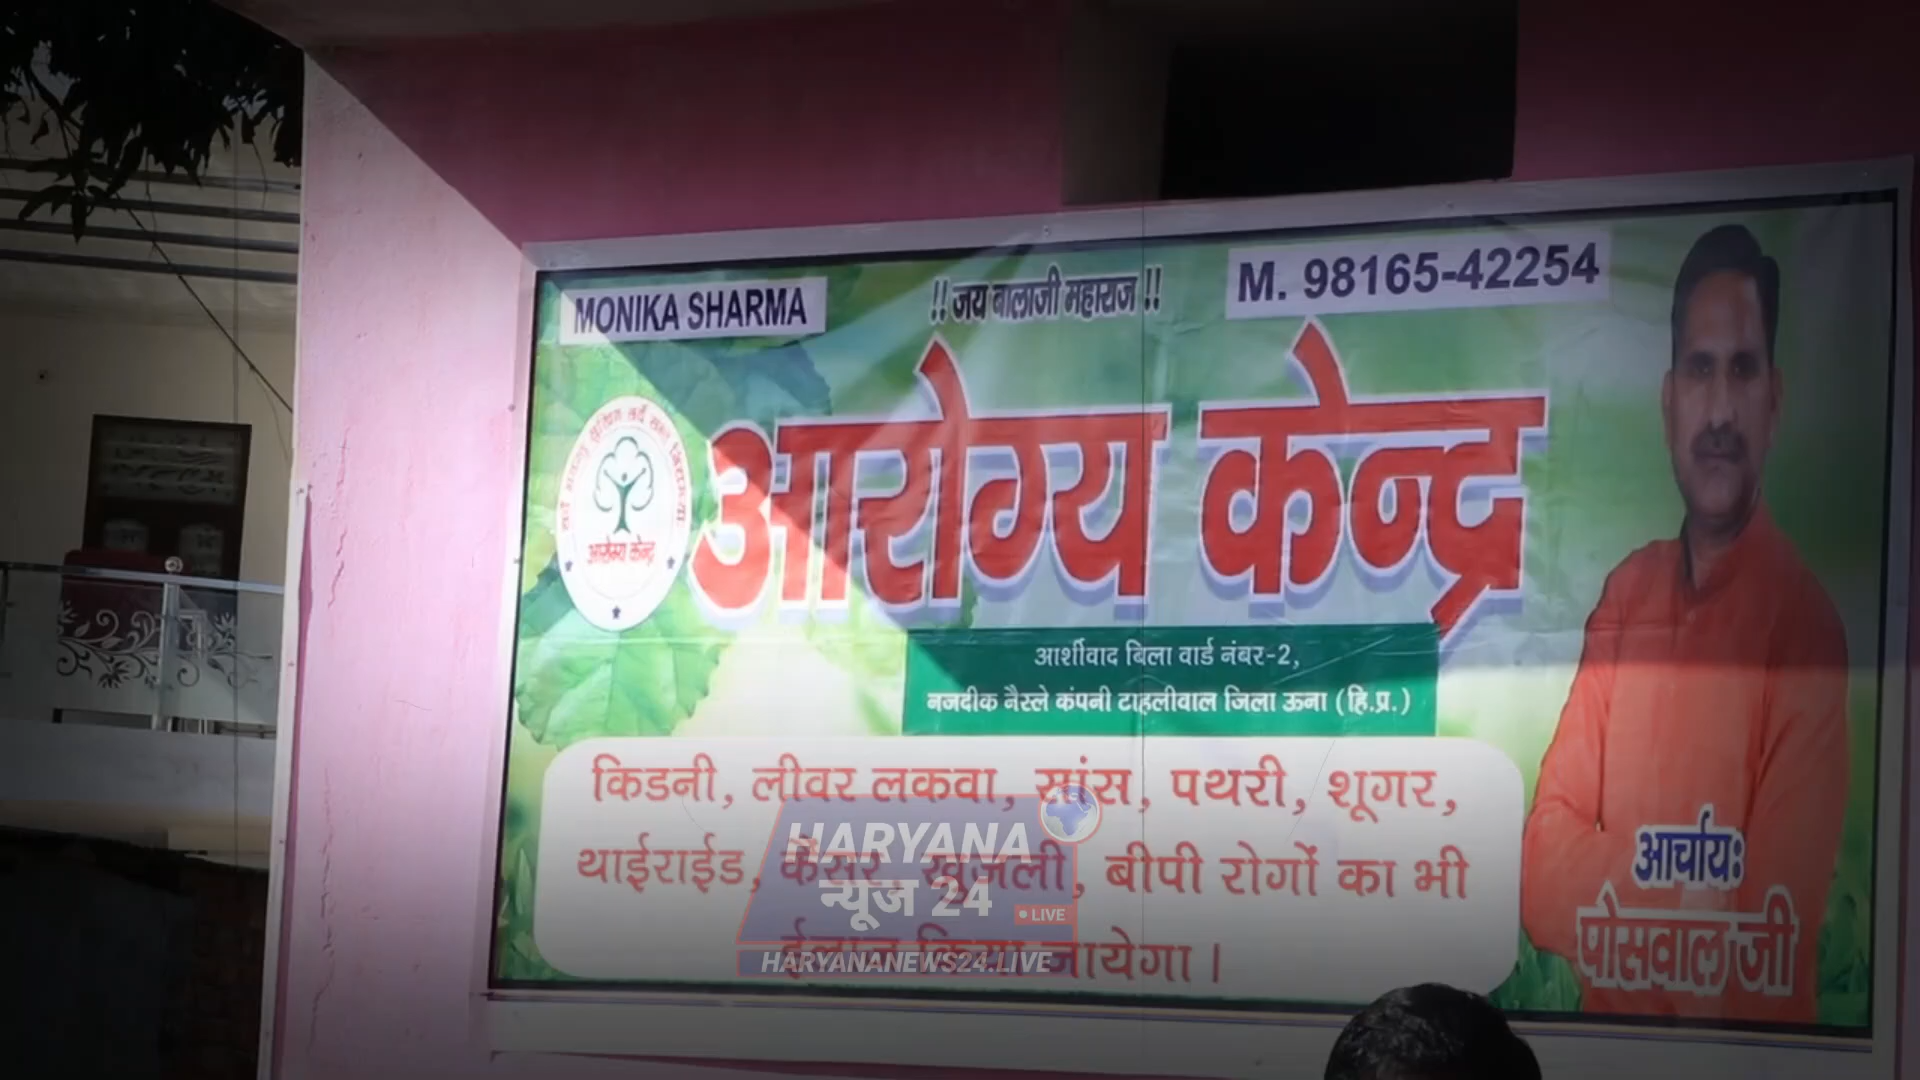 MONIKA SHARMA
!! जय बालाजी महाराज !!
M. 98165-42254
आरोग्य केन्द्र
आरोग्य केन्द्र
आर्शीवाद बिला वार्ड नंबर-2,
नजदीक नैस्ले कंपनी टाहलीवाल जिला ऊना (हि.प्र.)
किडनी, लीवर लकवा, सांस, पथरी, शूगर,
थाईराईड, कैंसर, खुजली, बीपी रोगों का भी
ईलाज किया जायेगा।
आर्चायः
पोसवाल जी
HARYANA
न्यूज 24
LIVE
HARYANANEWS24.LIVE